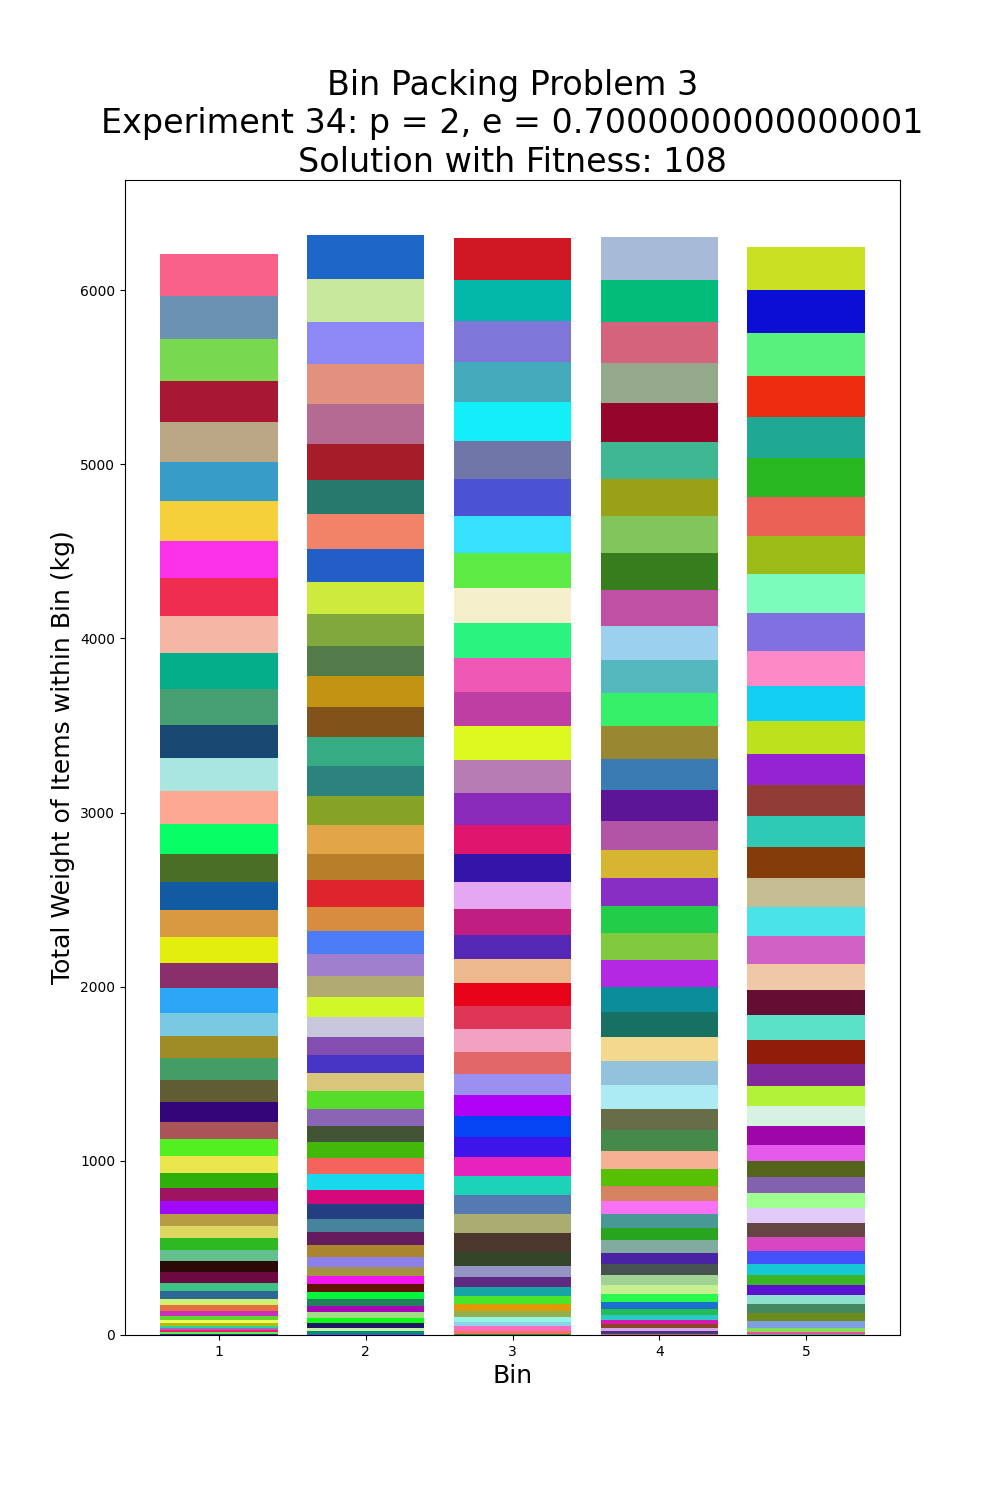 Bin Packing Problem 3
Experiment 34: p = 2, e = 0.7000000000000001
Solution with Fitness: 108
Total Weight of Items within Bin (kg)
6000
5000
4000
3000
2000
1000
0
1 2 3 4 5
Bin